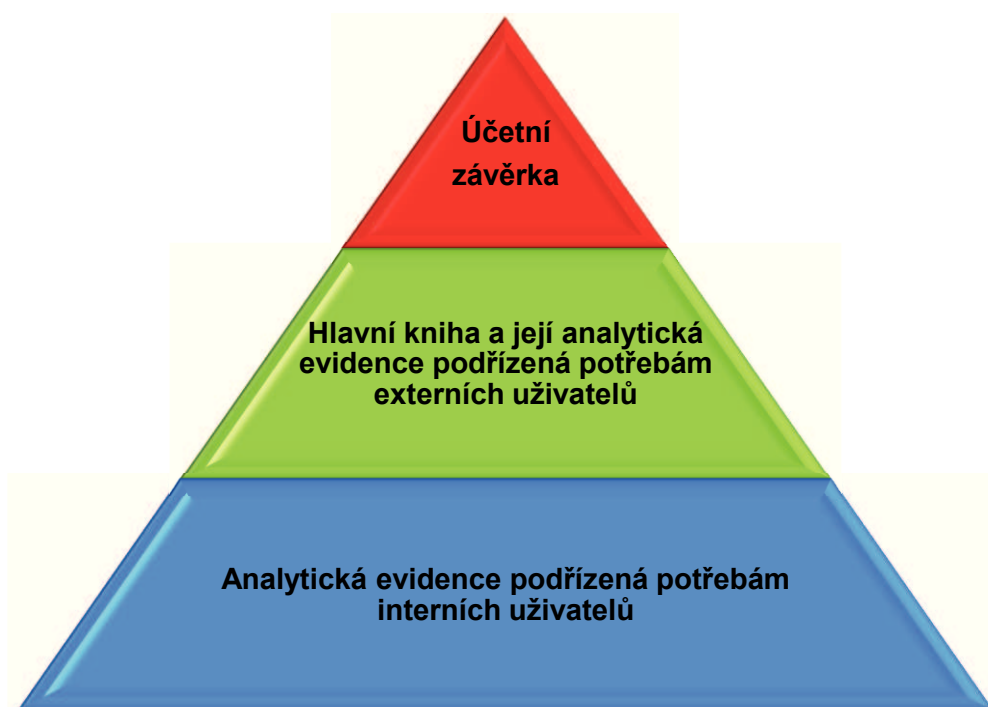 Účetní
závěrka
Hlavní kniha a její analytická
evidence podřízená potřebám
externích uživatelů
Analytická evidence podřízená potřebám
interních uživatelů